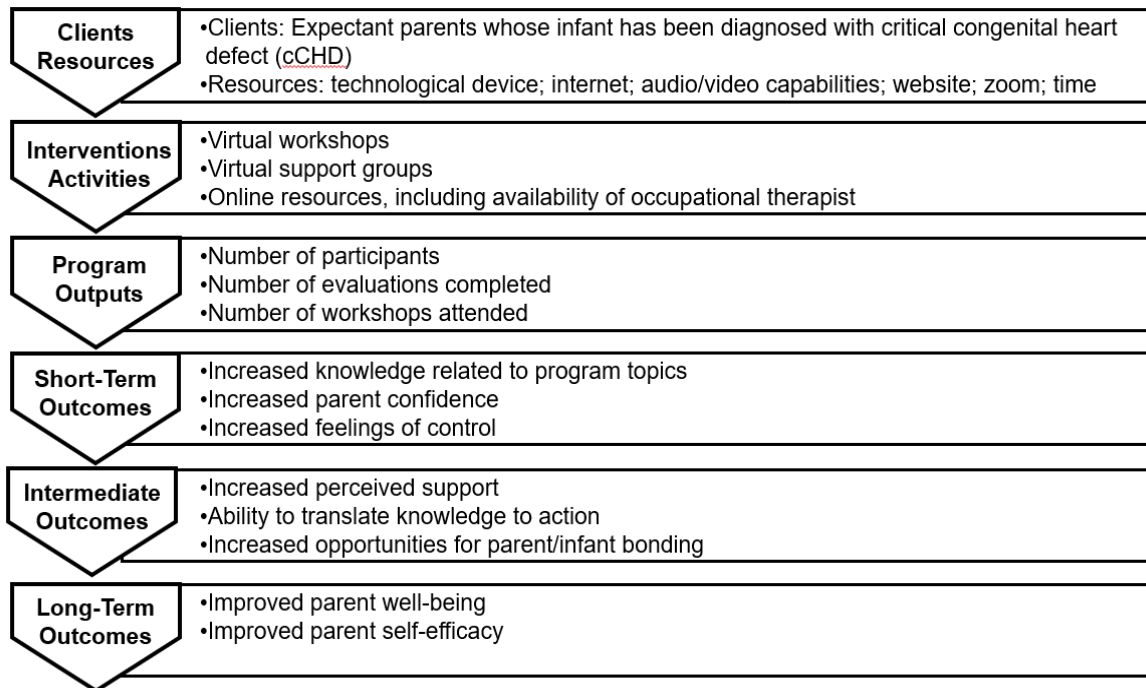 Clients
Resources
•Clients: Expectant parents whose infant has been diagnosed with critical congenital heart
defect (cCHD)
•Resources: technological device; internet; audio/video capabilities; website; zoom; time
Interventions
Activities
•Virtual workshops
•Virtual support groups
•Online resources, including availability of occupational therapist
Program
Outputs
•Number of participants
•Number of evaluations completed
•Number of workshops attended
Short-Term
Outcomes
•Increased knowledge related to program topics
•Increased parent confidence
•Increased feelings of control
Intermediate
Outcomes
•Increased perceived support
•Ability to translate knowledge to action
•Increased opportunities for parent/infant bonding
Long-Term
Outcomes
•Improved parent well-being
•Improved parent self-efficacy